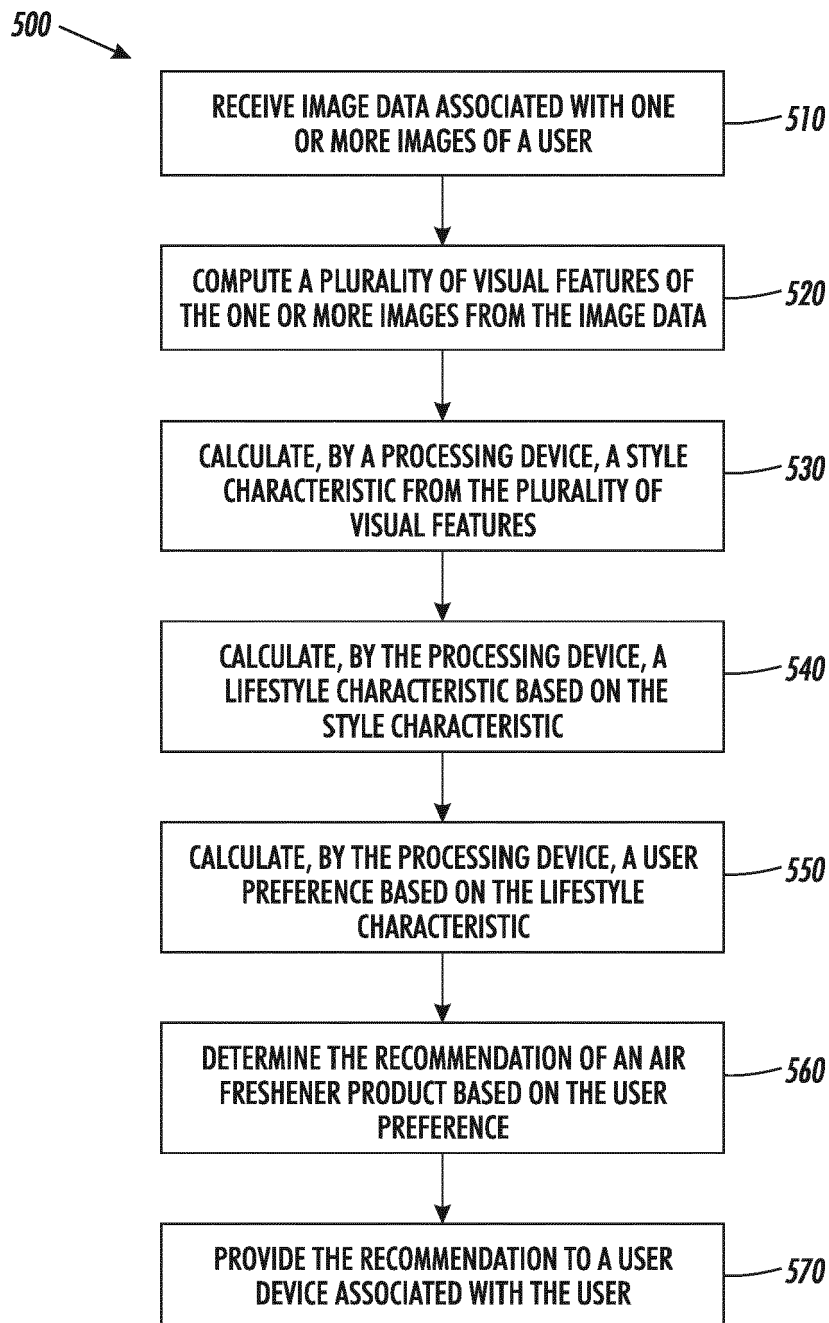 500
RECEIVE IMAGE DATA ASSOCIATED WITH ONE
OR MORE IMAGES OF A USER
510
COMPUTE A PLURALITY OF VISUAL FEATURES OF
THE ONE OR MORE IMAGES FROM THE IMAGE DATA
520
CALCULATE, BY A PROCESSING DEVICE, A STYLE
CHARACTERISTIC FROM THE PLURALITY OF
VISUAL FEATURES
530
CALCULATE, BY THE PROCESSING DEVICE, A
LIFESTYLE CHARACTERISTIC BASED ON THE
STYLE CHARACTERISTIC
540
CALCULATE, BY THE PROCESSING DEVICE, A USER
PREFERENCE BASED ON THE LIFESTYLE
CHARACTERISTIC
550
DETERMINE THE RECOMMENDATION OF AN AIR
FRESHENER PRODUCT BASED ON THE USER
PREFERENCE
560
PROVIDE THE RECOMMENDATION TO A USER
DEVICE ASSOCIATED WITH THE USER
570